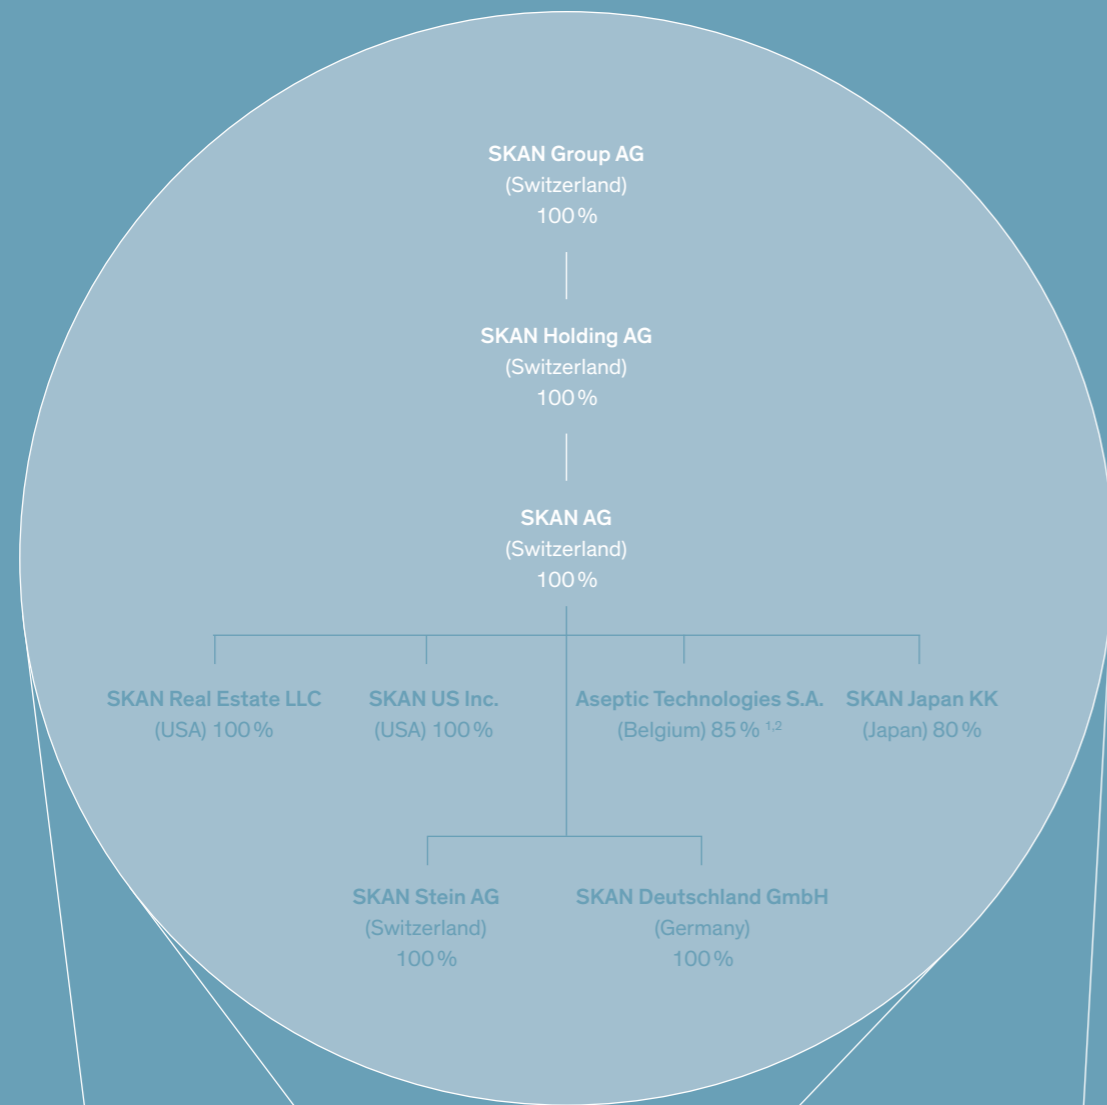 SKAN Group AG
(Switzerland)
100 %
SKAN Holding AG
(Switzerland)
100 %
SKAN AG
(Switzerland)
100 %
SKAN Real Estate LLC
(USA) 100 %
SKAN US Inc.
(USA) 100 %
Aseptic Technologies S.A.
(Belgium) 85 % 1,2
SKAN Japan KK
(Japan) 80 %
SKAN Stein AG
(Switzerland)
100 %
SKAN Deutschland GmbH
(Germany)
100 %